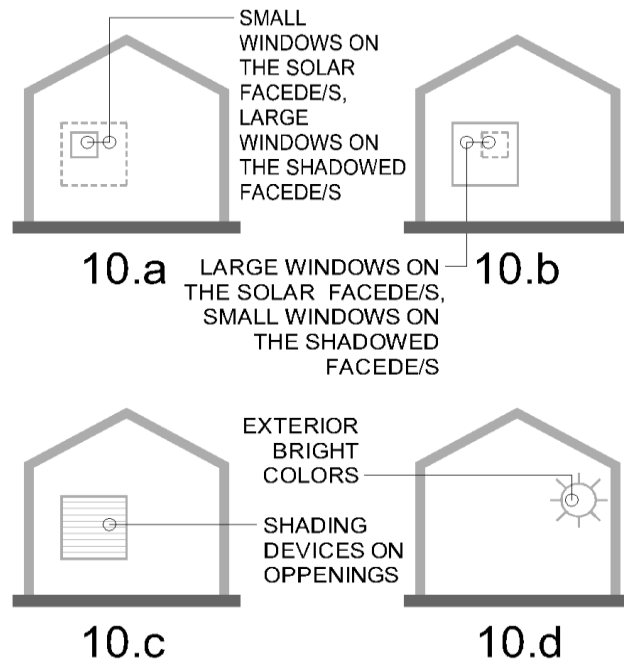 SMALL
WINDOWS ON
THE SOLAR
FACEDE/S,
LARGE
WINDOWS ON
THE SHADOWED
FACEDE/S
10.a
10.b
LARGE WINDOWS ON
THE SOLAR FACEDE/S,
SMALL WINDOWS ON
THE SHADOWED
FACEDE/S
EXTERIOR
BRIGHT
COLORS
SHADING
DEVICES ON
OPPENINGS
10.c
10.d